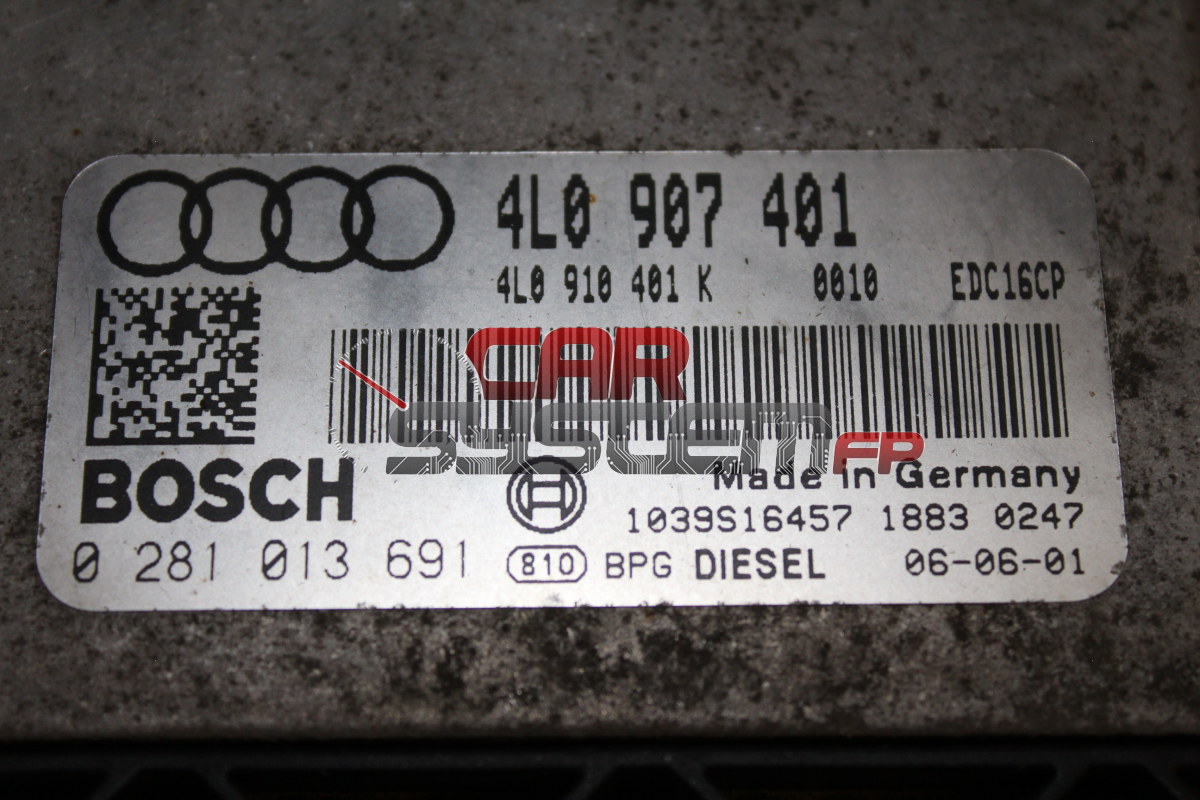 4L0 907 401
4L0 910 401 K 0010 EDC16CP
CAR
SYSTEM FP
BOSCH
Made in Germany
1039S16457 1883 0247
0 281 013 691 810 BPG DIESEL 06-06-01